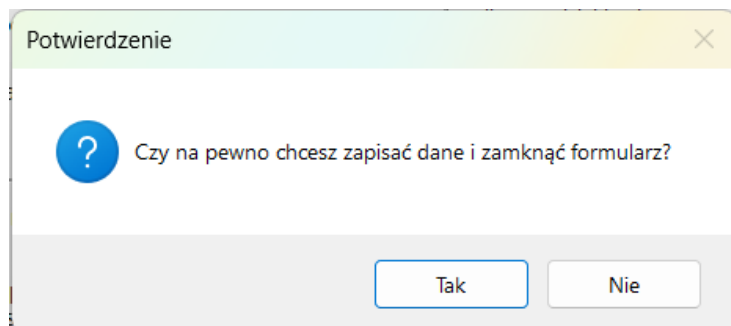 Potwierdzenie
Czy na pewno chcesz zapisać dane i zamknąć formularz?
Tak
Nie